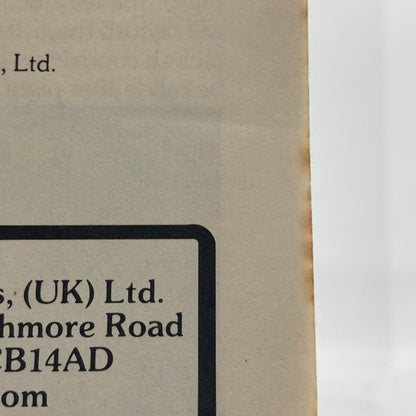 , Ltd.
s, (UK) Ltd.
hmore Road
CB14AD
om